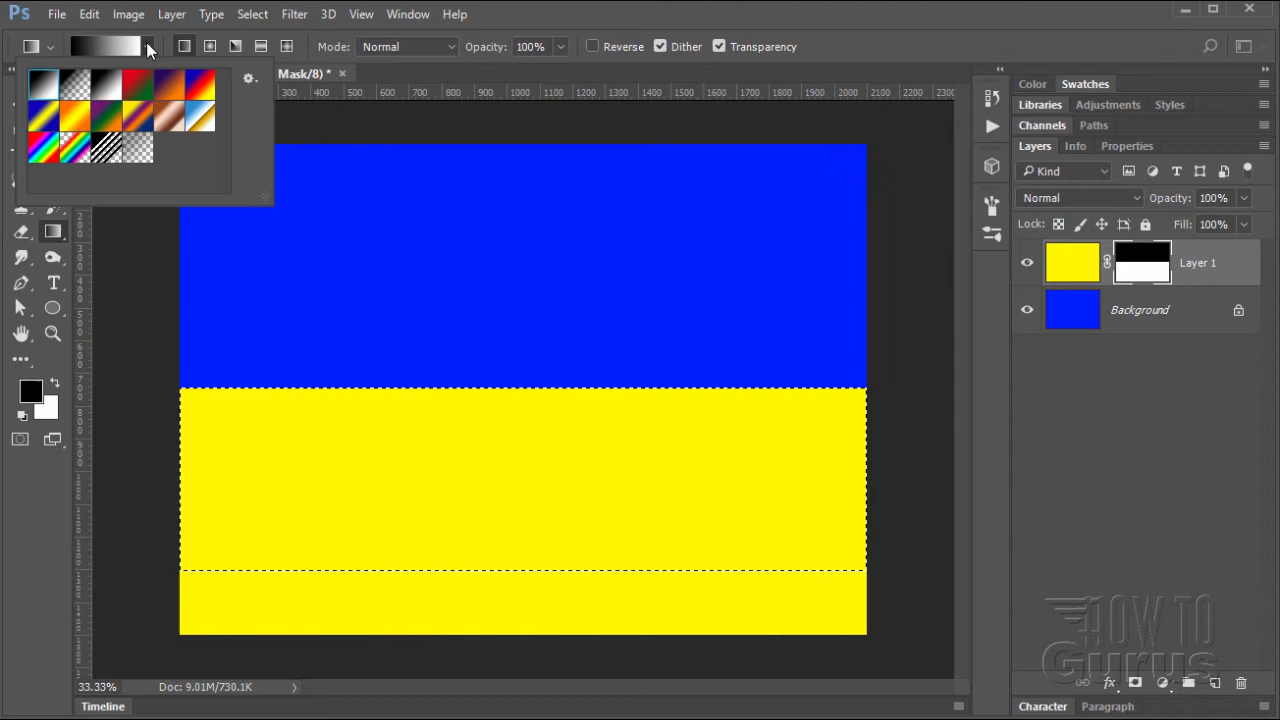 Ps File Edit Image Layer Type Select Filter 3D View Window Help
Mode: Normal Opacity: 100% Reverse Dither Transparency
Mask/8) * ×
300 400 500 600 700 800 900 1000 1100 1200 1300 1400 1500 1600 1700 1800 1900 2000 2100 2200 2300
Color Swatches
Libraries Adjustments Styles
Channels Paths
Layers Info Properties
Kind
Normal Opacity: 100%
Lock: Fill: 100%
Layer 1
Background
HOW TO
Gurus
33.33% Doc: 9.01M/730.1K
fx
Timeline
Character Paragraph